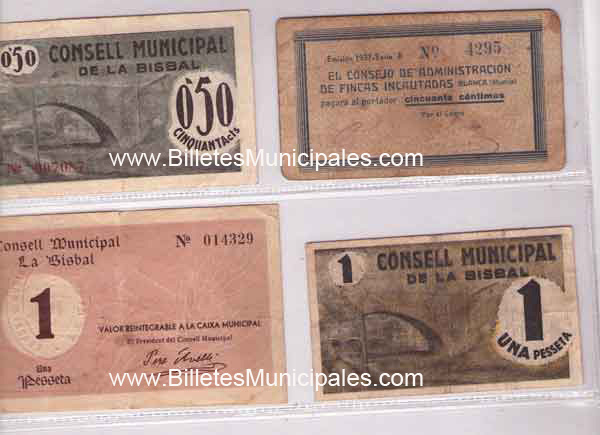 0'50
CONSELL MUNICIPAL
DE LA BISBAL
0'50
CINQUANTA cts
Nº
www.BilletesMunicipales.com
Emisión 1937-Serie B Nº 4295
EL CONSEJO DE ADMINISTRACION
DE FINCAS INCAUTADAS BLANCA (Murcia)
pagará al portador cincuenta céntimos
Por el Consejo
www.BilletesMunicipales.com
Consell Municipal Nº 014329
La Bisbal
1
VALOR REINTEGRABLE A LA CAIXA MUNICIPAL
El President del Consell Municipal
Una
Pesseta
www.BilletesMunicipales.com
1 CONSELL MUNICIPAL
DE LA BISBAL
1
UNA PESSETA